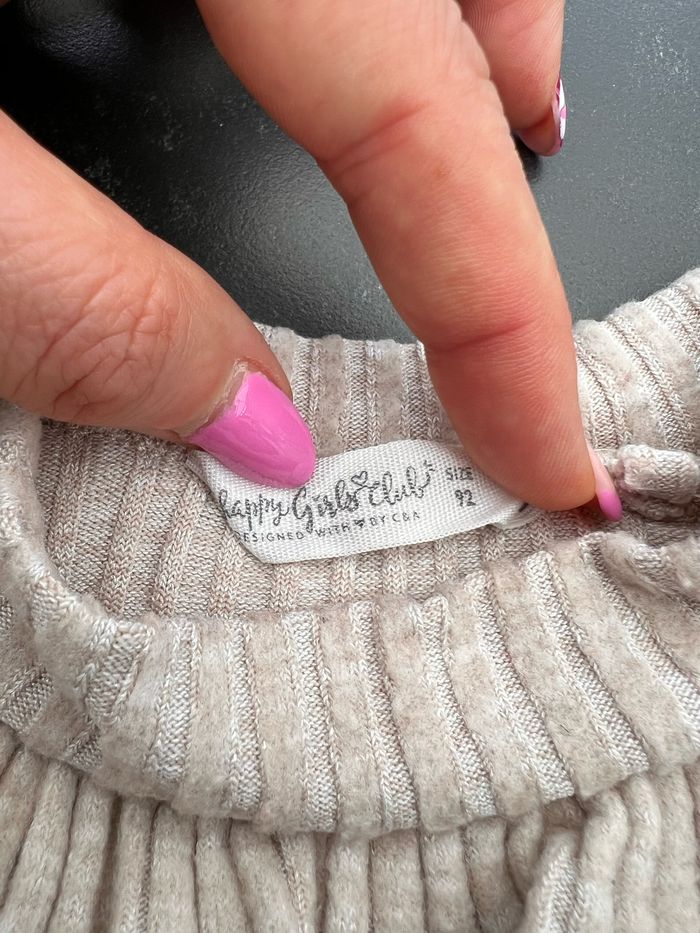 happy Girls Club
SIZE
92
DESIGNED WITH ♥ BY C&A